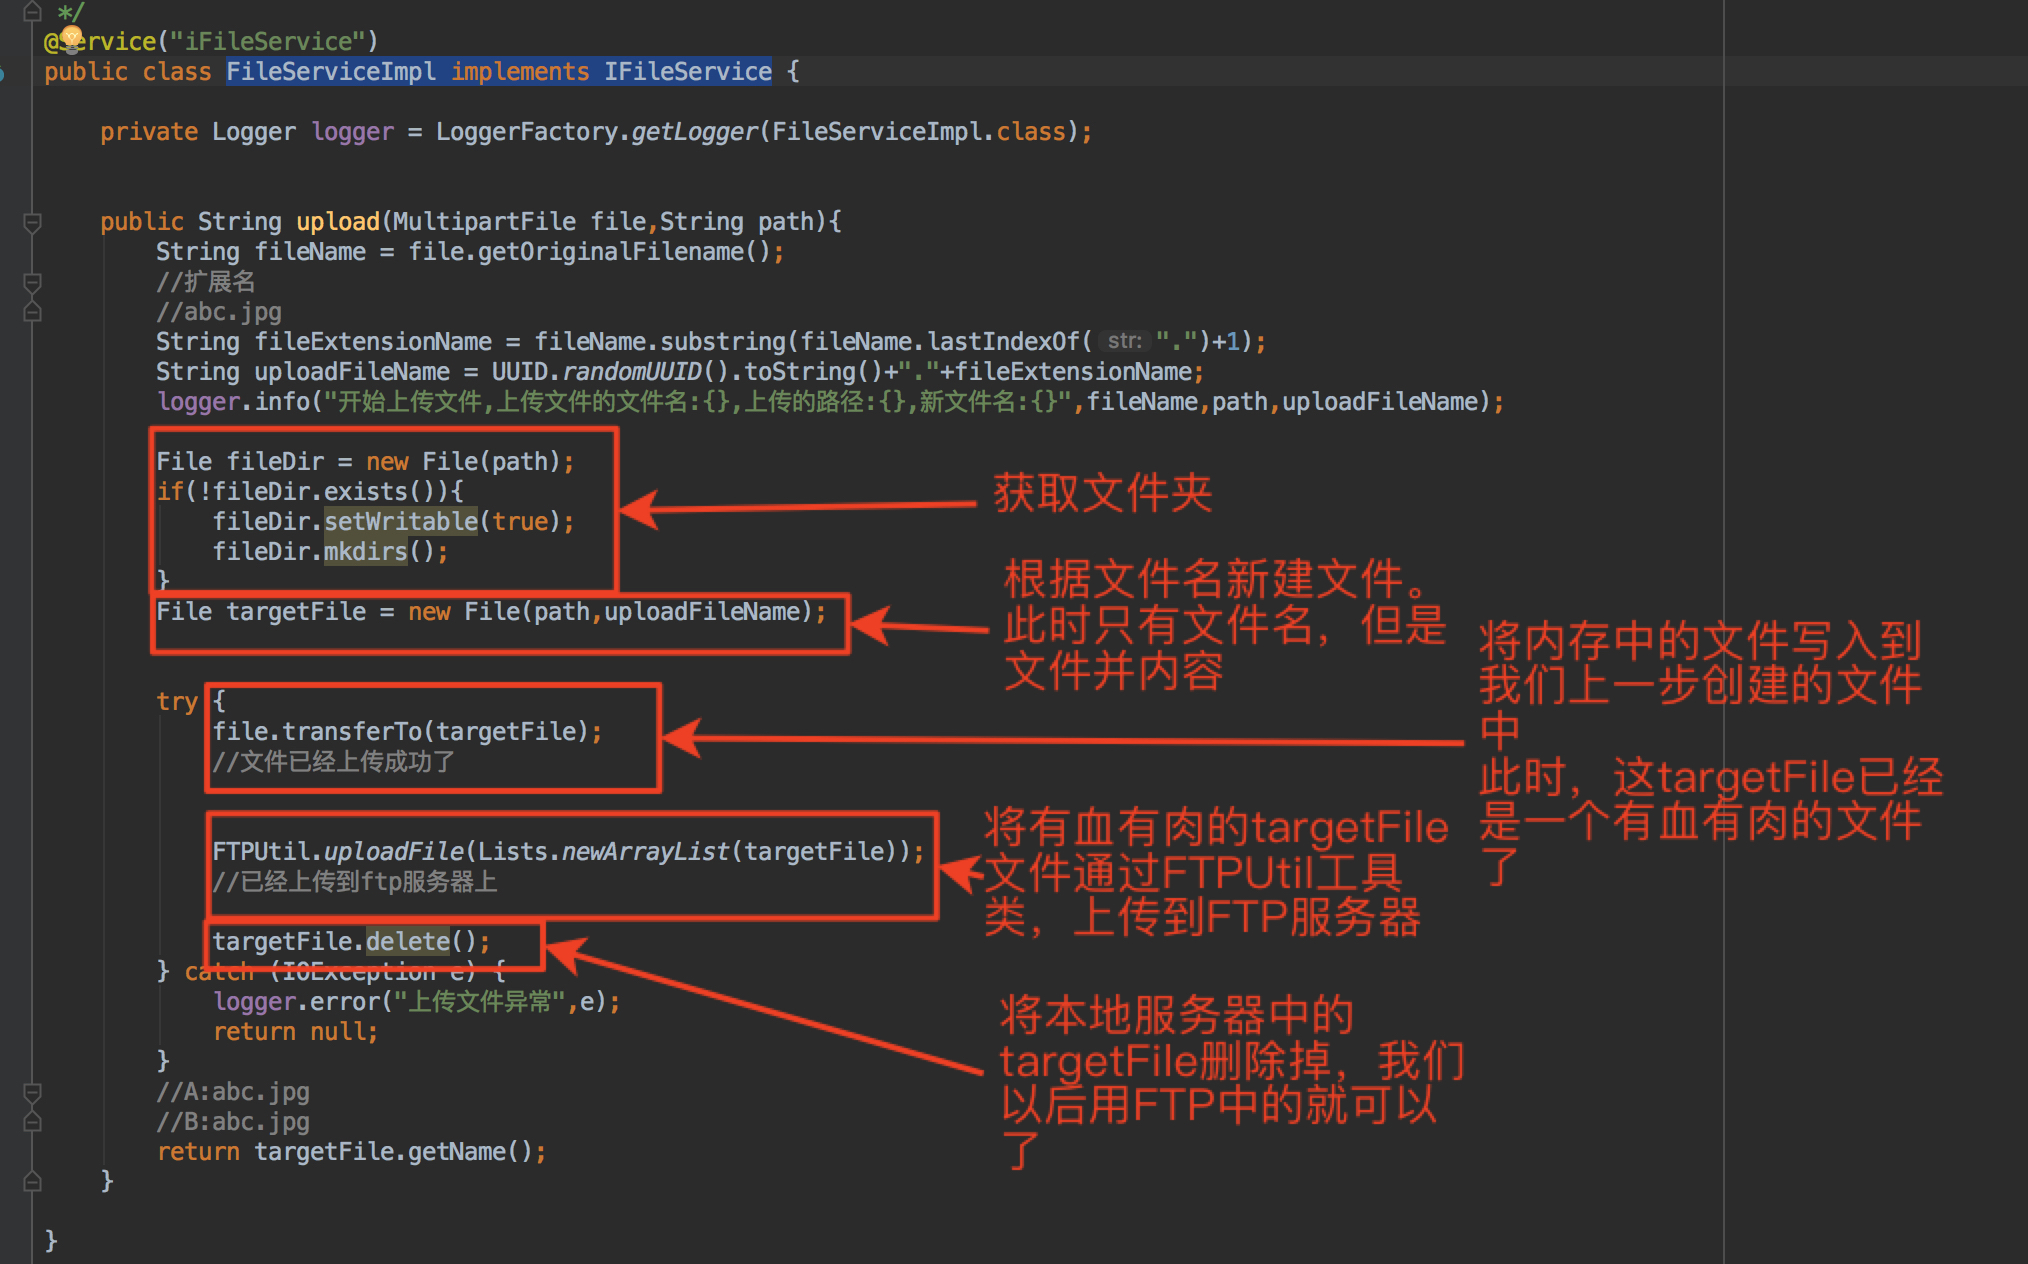 */
@Service("iFileService")
public class FileServiceImpl implements IFileService {
private Logger logger = LoggerFactory.getLogger(FileServiceImpl.class);
public String upload(MultipartFile file,String path){
String fileName = file.getOriginalFilename();
//扩展名
//abc.jpg
String fileExtensionName = fileName.substring(fileName.lastIndexOf( str: ".")+1);
String uploadFileName = UUID.randomUUID().toString()+"."+fileExtensionName;
logger.info("开始上传文件,上传文件的文件名:{},上传的路径:{},新文件名:{}",fileName,path,uploadFileName);
File fileDir = new File(path);
if(!fileDir.exists()){
fileDir.setWritable(true);
fileDir.mkdirs();
}
File targetFile = new File(path,uploadFileName);
try {
file.transferTo(targetFile);
//文件已经上传成功了
FTPUtil.uploadFile(Lists.newArrayList(targetFile));
//已经上传到ftp服务器上
targetFile.delete();
} catch (IOException e) {
logger.error("上传文件异常",e);
return null;
}
//A:abc.jpg
//B:abc.jpg
return targetFile.getName();
}
}
获取文件夹
根据文件名新建文件。
此时只有文件名，但是
文件并内容
将内存中的文件写入到
我们上一步创建的文件
中
此时，这targetFile已经
是一个有血有肉的文件
了
将有血有肉的targetFile
文件通过FTPUtil工具
类，上传到FTP服务器
将本地服务器中的
targetFile删除掉，我们
以后用FTP中的就可以
了